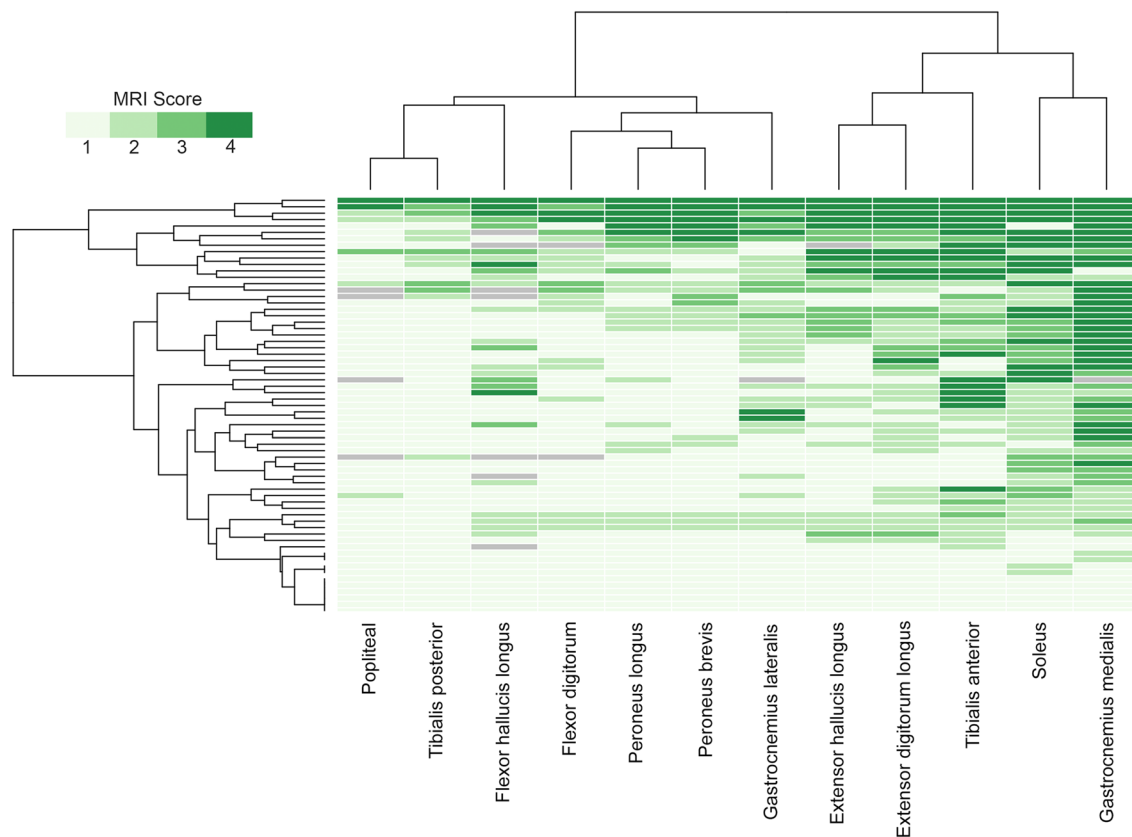 MRI Score
1 2 3 4
Popliteal
Tibialis posterior
Flexor hallucis longus
Flexor digitorum
Peroneus longus
Peroneus brevis
Gastrocnemius lateralis
Extensor hallucis longus
Extensor digitorum longus
Tibialis anterior
Soleus
Gastrocnemius medialis